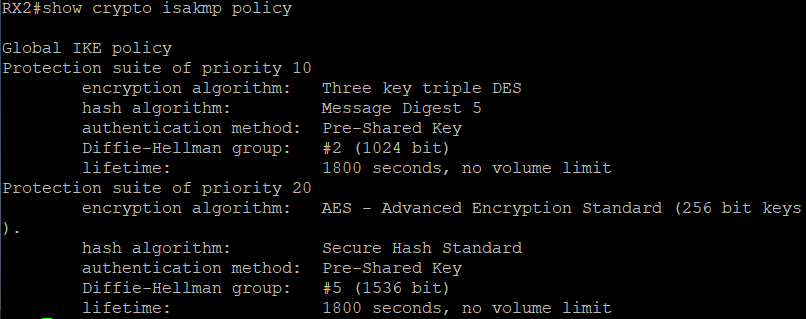 RX2#show crypto isakmp policy
Global IKE policy
Protection suite of priority 10
encryption algorithm: Three key triple DES
hash algorithm: Message Digest 5
authentication method: Pre-Shared Key
Diffie-Hellman group: #2 (1024 bit)
lifetime: 1800 seconds, no volume limit
Protection suite of priority 20
encryption algorithm: AES - Advanced Encryption Standard (256 bit keys
).
hash algorithm: Secure Hash Standard
authentication method: Pre-Shared Key
Diffie-Hellman group: #5 (1536 bit)
lifetime: 1800 seconds, no volume limit